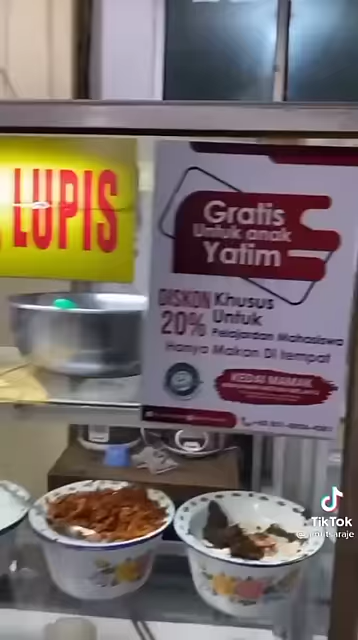 LUPIS
Gratis
Untuk anak
Yatim
DISKON Khusus
20% Untuk
Pelajar dan Mahasiswa
Hanya Makan Di tempat
KEDAI MAMAK
TikTok